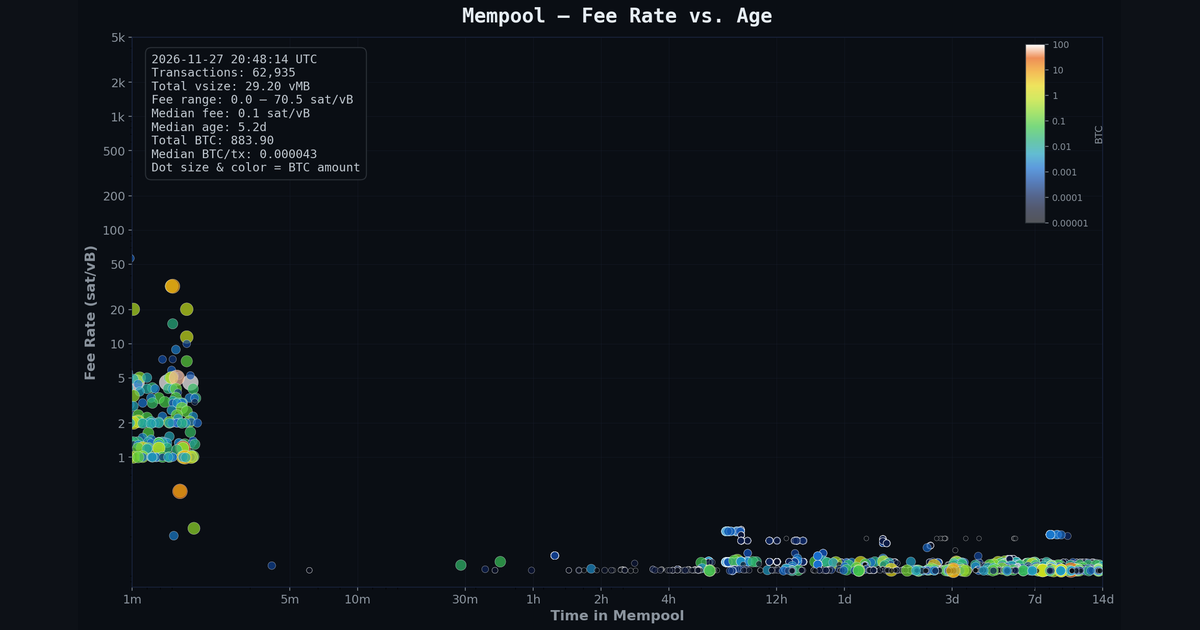 Mempool — Fee Rate vs. Age
5k
2k
1k
500
200
100
50
20
10
5
2
1
Fee Rate (sat/vB)
2026-11-27 20:48:14 UTC
Transactions: 62,935
Total vsize: 29.20 vMB
Fee range: 0.0 – 70.5 sat/vB
Median fee: 0.1 sat/vB
Median age: 5.2d
Total BTC: 883.90
Median BTC/tx: 0.000043
Dot size & color = BTC amount
100
10
1
0.1
0.01
0.001
0.0001
0.00001
BTC
1m 5m 10m 30m 1h 2h 4h 12h 1d 3d 7d 14d
Time in Mempool